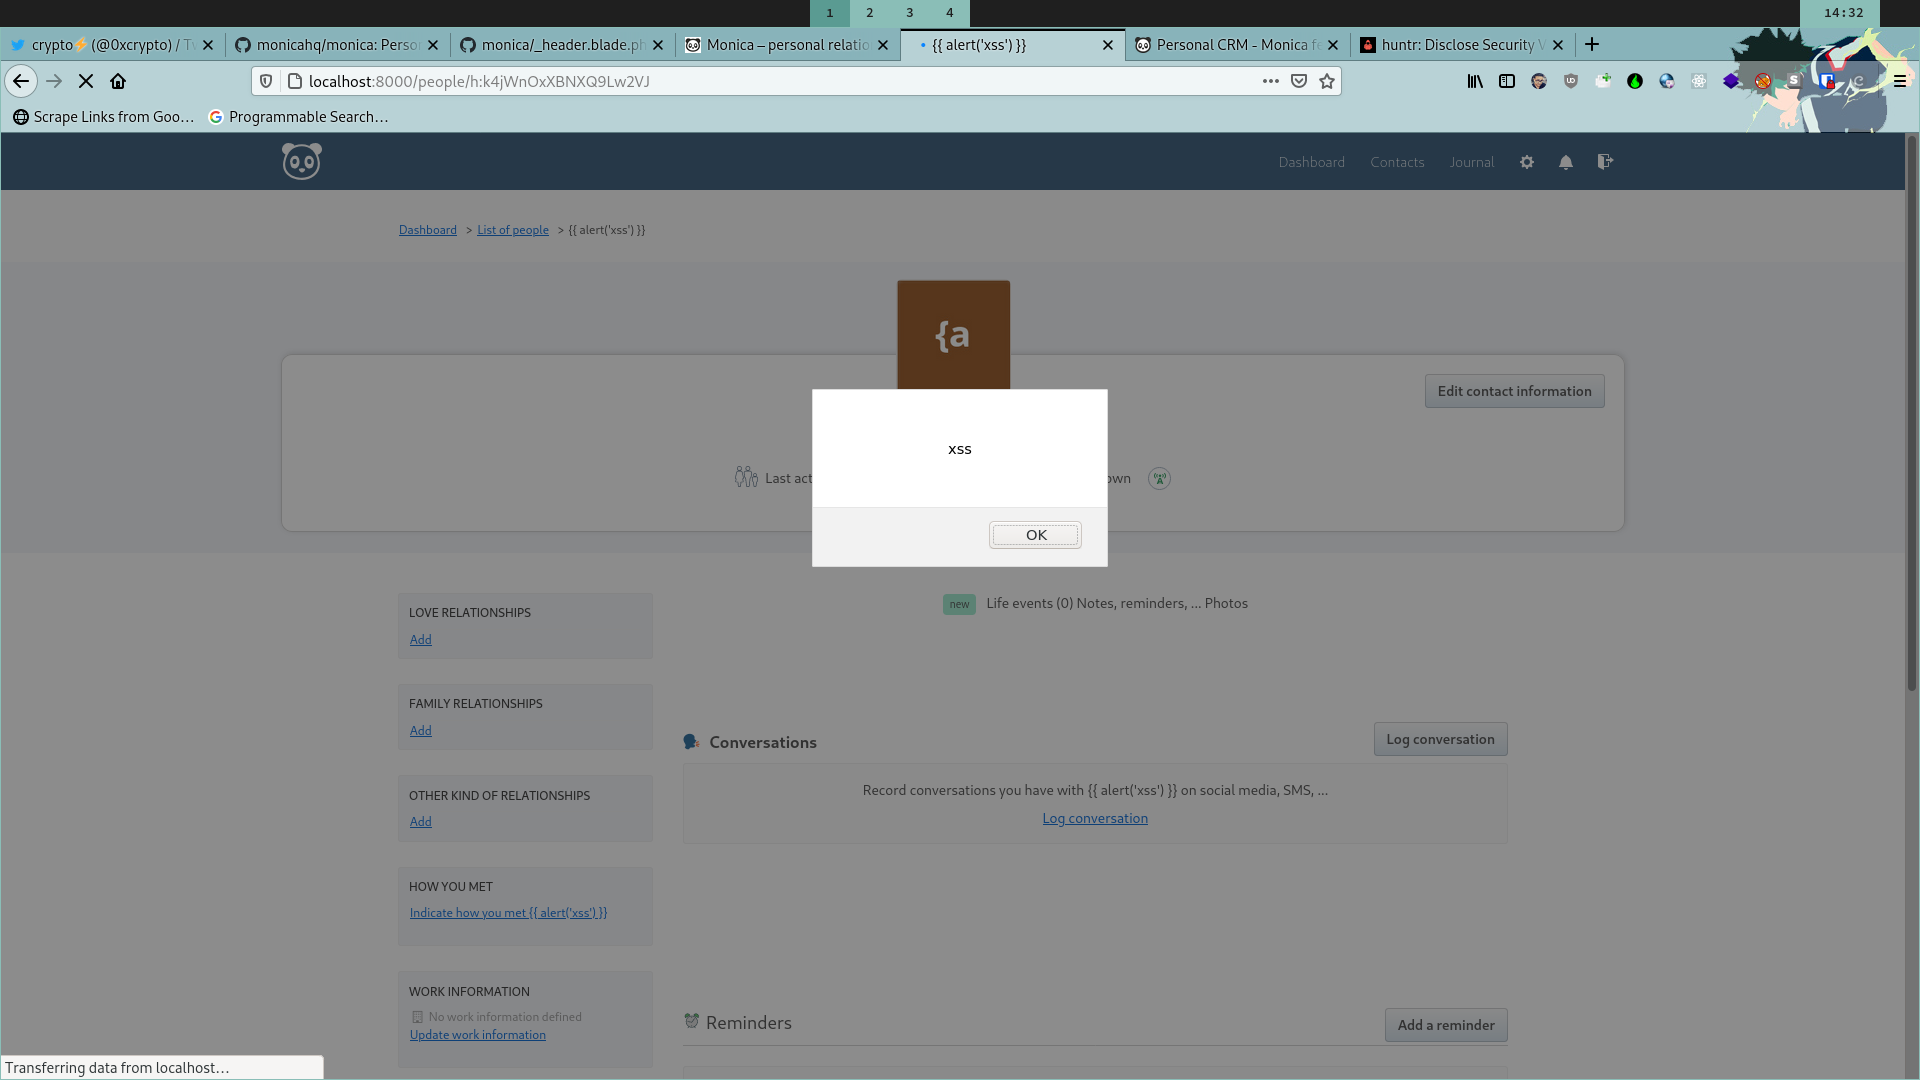 1 2 3 4
14:32
crypto⚡(@0xcrypto) / Tw
monicahq/monica: Perso
monica/_header.blade.ph
Monica – personal relatio
{{ alert('xss') }}
Personal CRM - Monica fe
huntr: Disclose Security V
localhost:8000/people/h:k4jWnOxXBNXQ9Lw2VJ
Scrape Links from Goo… Programmable Search…
Dashboard Contacts Journal
Dashboard > List of people > {{ alert('xss') }}
{a
Edit contact information
xss
Last act
own
OK
LOVE RELATIONSHIPS
Add
new Life events (0) Notes, reminders, ... Photos
FAMILY RELATIONSHIPS
Add
Conversations
Log conversation
OTHER KIND OF RELATIONSHIPS
Add
Record conversations you have with {{ alert('xss') }} on social media, SMS, ...
Log conversation
HOW YOU MET
Indicate how you met {{ alert('xss') }}
WORK INFORMATION
No work information defined
Update work information
Reminders
Add a reminder
Transferring data from localhost…